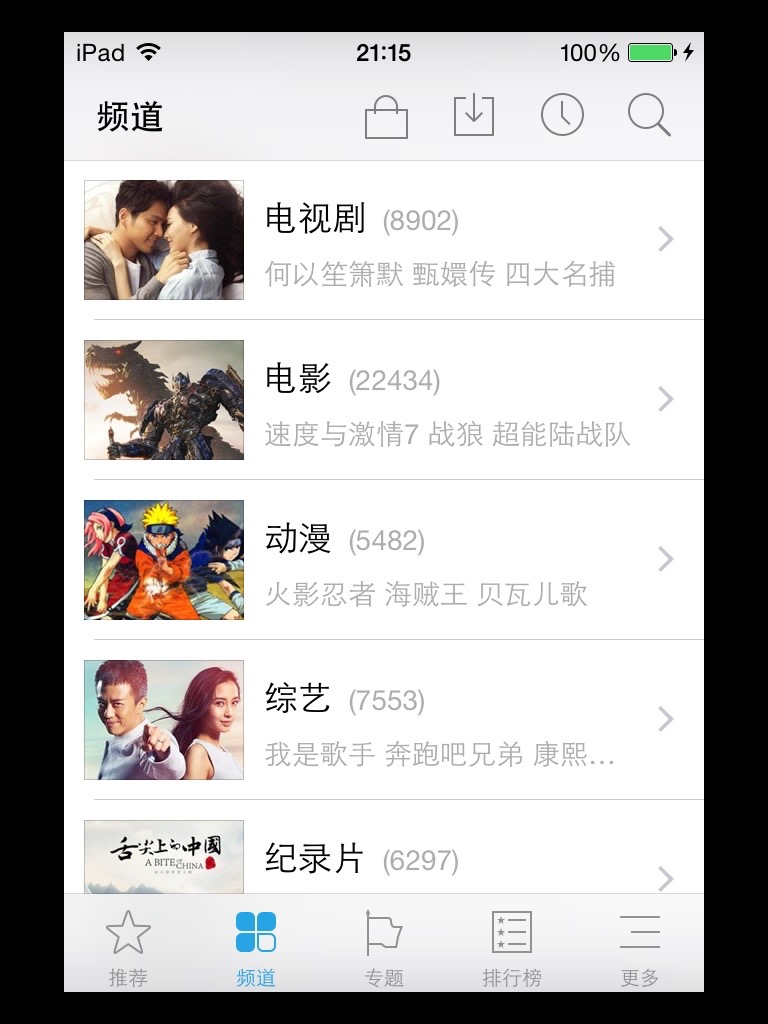 iPad 21:15 100%
频道
电视剧 (8902)
何以笙箫默 甄嬛传 四大名捕
电影 (22434)
速度与激情7 战狼 超能陆战队
动漫 (5482)
火影忍者 海贼王 贝瓦儿歌
综艺 (7553)
我是歌手 奔跑吧兄弟 康熙...
舌尖上的中國
A BITE OF CHINA
纪录片 (6297)
推荐 频道 专题 排行榜 更多